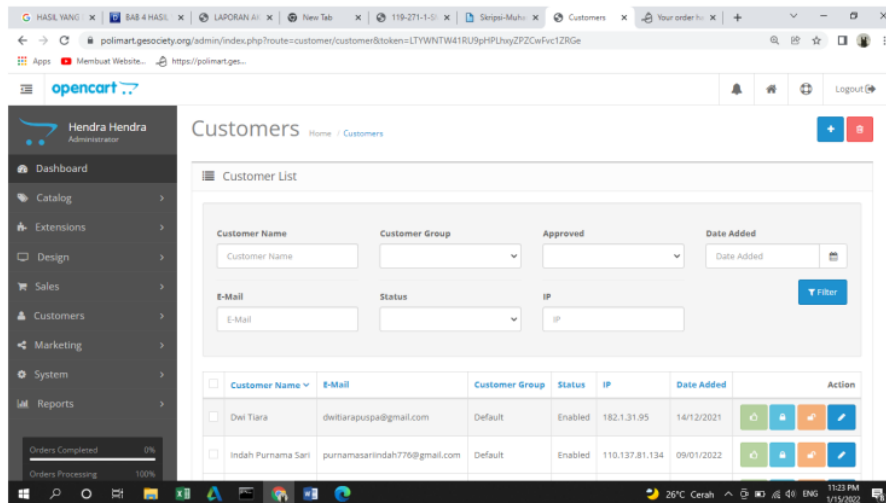 HASIL YANG
BAB 4 HASIL
LAPORAN AK
New Tab
119-271-1-S
Skripsi-Muha
Customers
Your order h
polimart.gesociety.org/admin/index.php?route=customer/customer&token=LTYWNTW41RU9pHPLhxyZPZCwFvc1ZRGe
Apps
Membuat Website...
https://polimart.ges...
opencart
Logout
Hendra Hendra
Administrator
Customers
Home / Customers
Dashboard
Catalog
Extensions
Design
Sales
Customers
Marketing
System
Reports
Orders Completed 0%
Orders Processing 100%
Customer List
Customer Name
Customer Group
Approved
Date Added
Customer Name
Date Added
E-Mail
Status
IP
Filter
E-Mail
IP
Customer Name E-Mail Customer Group Status IP Date Added Action
Dwi Tiara dwitiarapuspa@gmail.com Default Enabled 182.1.31.95 14/12/2021
Indah Purnama Sari purnamasariindah776@gmail.com Default Enabled 110.137.81.134 09/01/2022
26°C Cerah
ENG
11:23 PM
1/15/2022